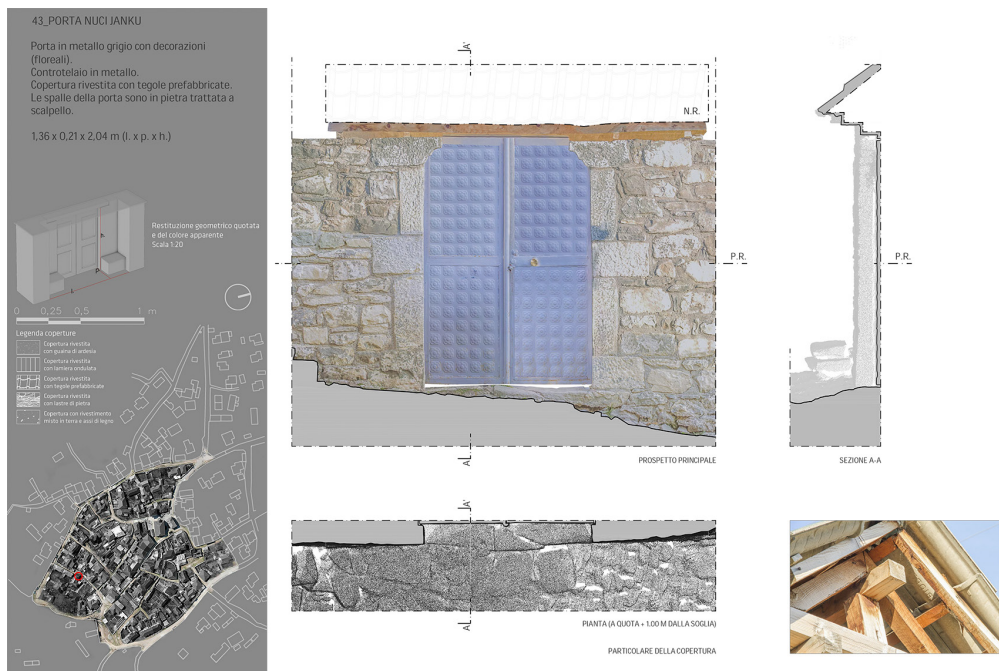 43_PORTA NUCI JANKU
Porta in metallo grigio con decorazioni
(floreali).
Controtelaio in metallo.
Copertura rivestita con tegole prefabbricate.
Le spalle della porta sono in pietra trattata a
scalpello.
1,36 x 0,21 x 2,04 m (l. x p. x h.)
Restituzione geometrico quotata
e del colore apparente
Scala 1:20
h
p
L
0 0,25 0,5 1 m
Legenda coperture
Copertura rivestita
con guaina di ardesia
Copertura rivestita
con lamiera ondulata
Copertura rivestita
con tegole prefabbricate
Copertura rivestita
con lastre di pietra
Copertura con rivestimento
misto in terra e assi di legno
A'
N.R.
P.R.
A
PROSPETTO PRINCIPALE
P.R.
SEZIONE A-A
A'
A
PIANTA (A QUOTA + 1.00 M DALLA SOGLIA)
PARTICOLARE DELLA COPERTURA